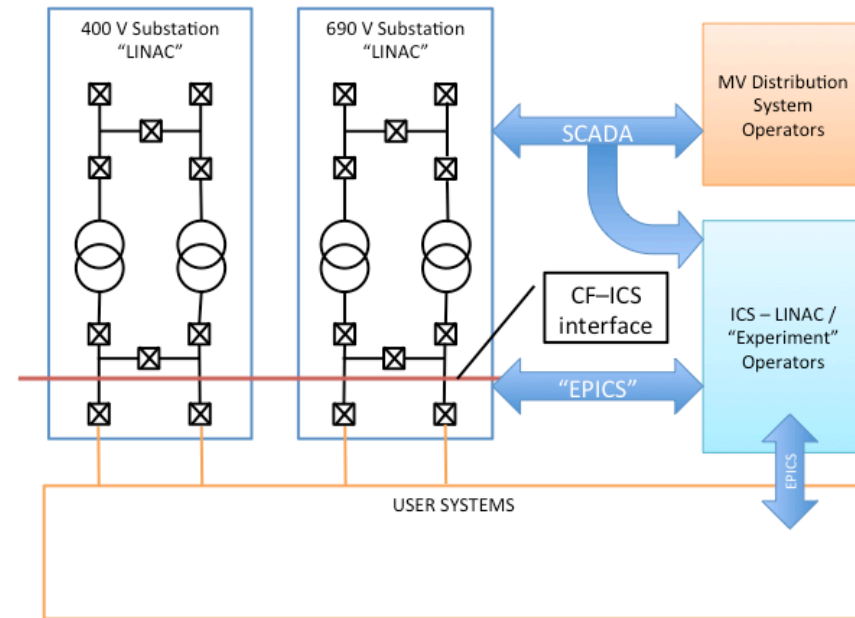 400 V Substation
“LINAC”
690 V Substation
“LINAC”
MV Distribution
System
Operators
SCADA
CF–ICS
interface
ICS – LINAC /
“Experiment”
Operators
“EPICS”
EPICS
USER SYSTEMS